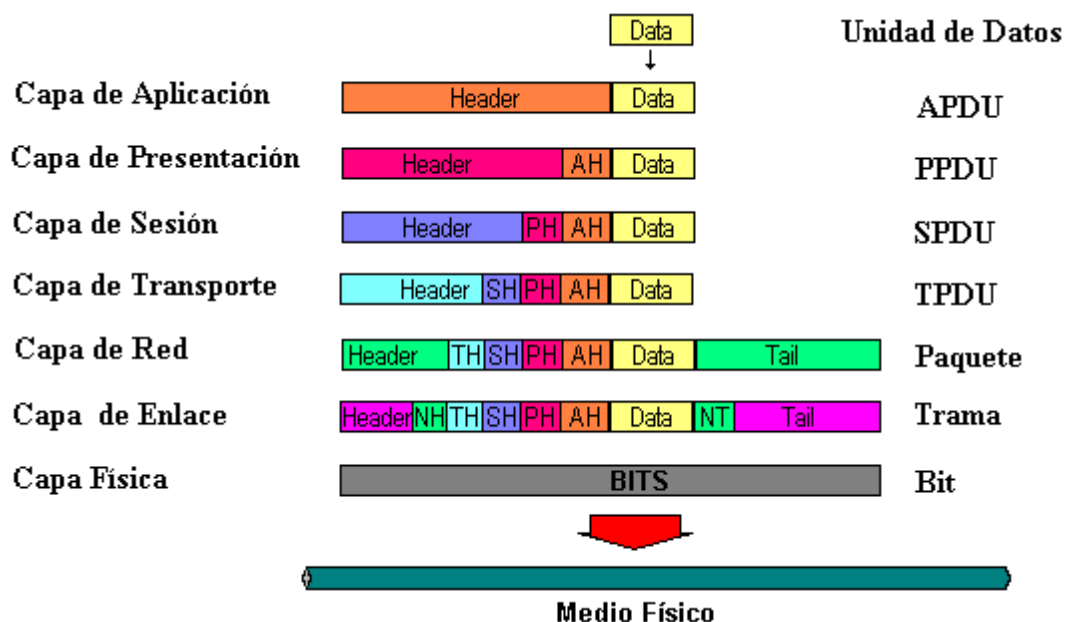 Data Unidad de Datos
Capa de Aplicación Header Data APDU
Capa de Presentación Header AH Data PPDU
Capa de Sesión Header PH AH Data SPDU
Capa de Transporte Header SH PH AH Data TPDU
Capa de Red Header TH SH PH AH Data Tail Paquete
Capa de Enlace Header NH TH SH PH AH Data NT Tail Trama
Capa Física BITS Bit
Medio Físico